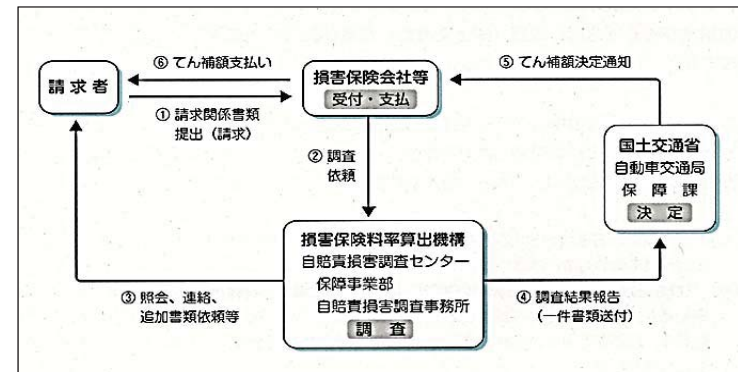 ⑥ てん補額支払い
請求者
① 請求関係書類
提出（請求）
損害保険会社等
受付・支払
⑤ てん補額決定通知
② 調査
依頼
国土交通省
自動車交通局
保障課
決定
損害保険料率算出機構
自賠責損害調査センター
保障事業部
自賠責損害調査事務所
調査
③ 照会、連絡、
追加書類依頼等
④ 調査結果報告
（一件書類送付）